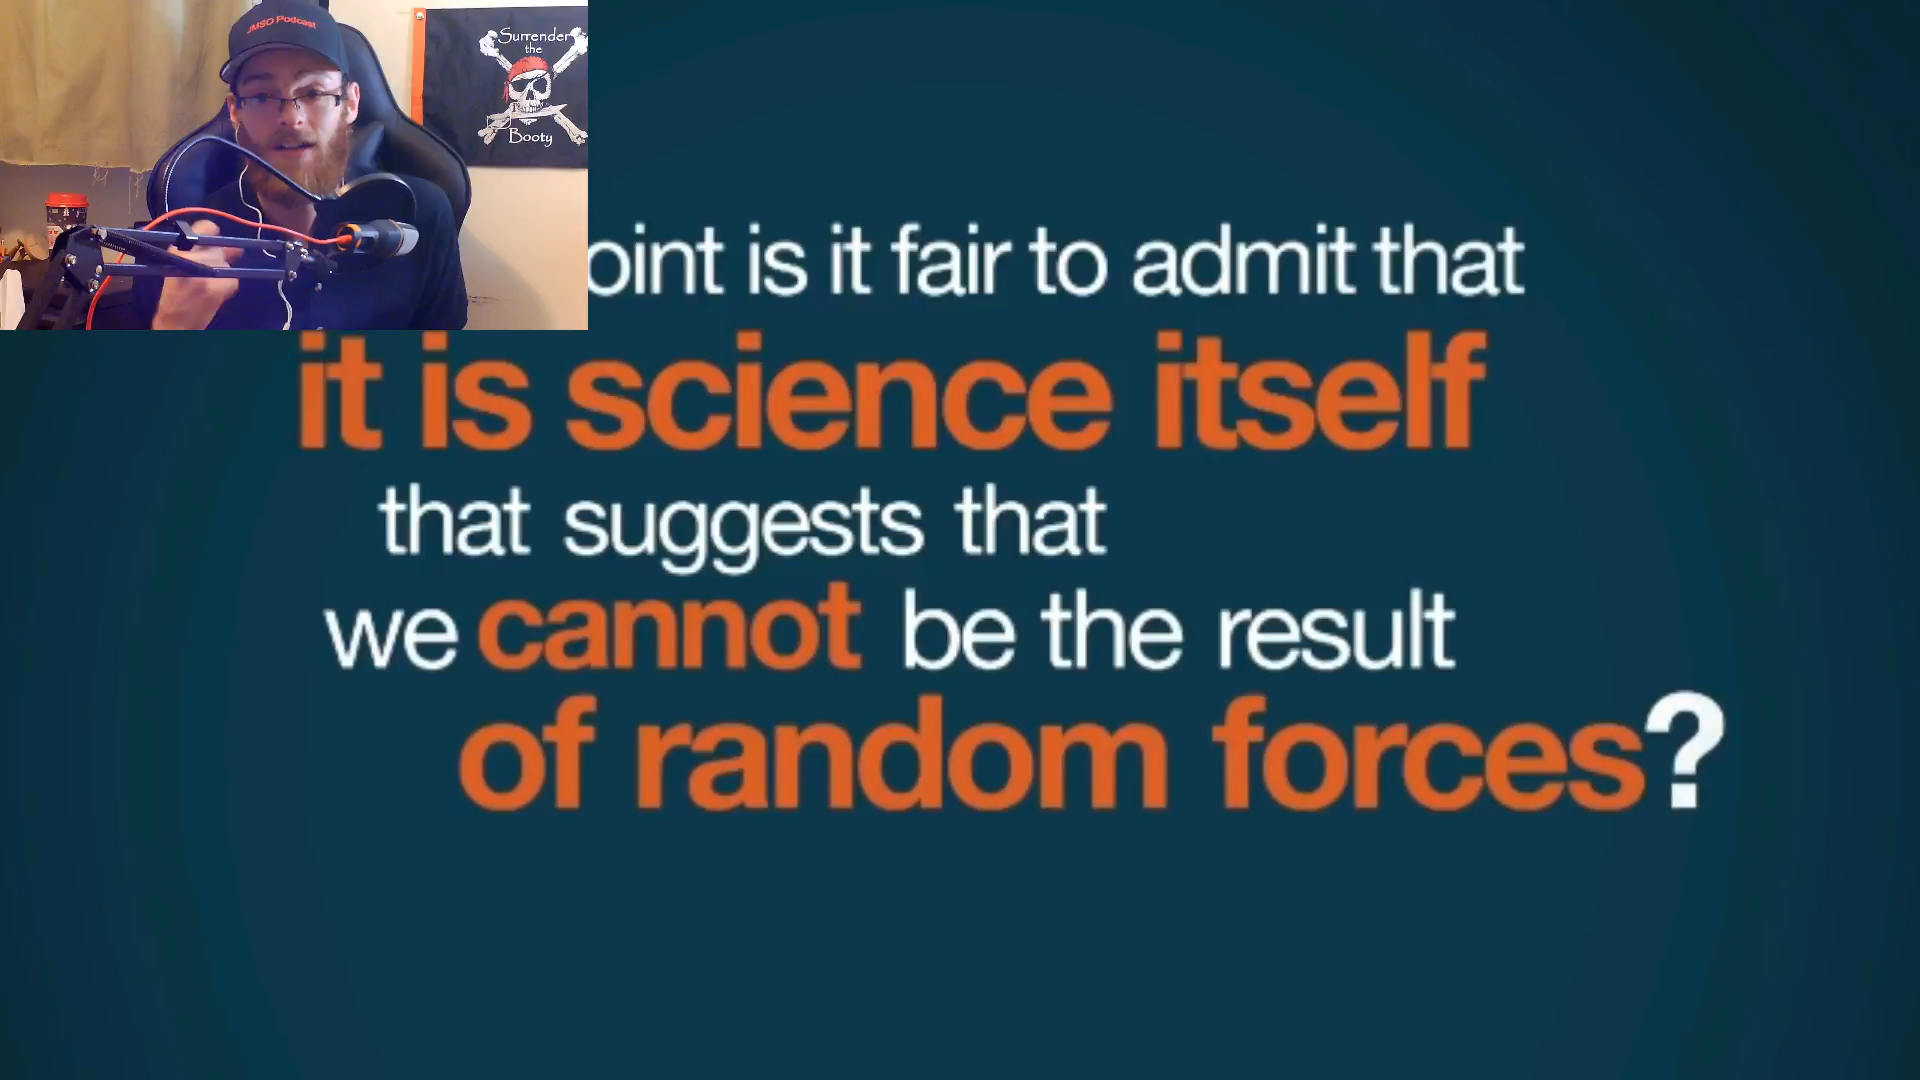 JMSO Podcast
Surrender
the
Booty
oint is it fair to admit that
it is science itself
that suggests that
we cannot be the result
of random forces?